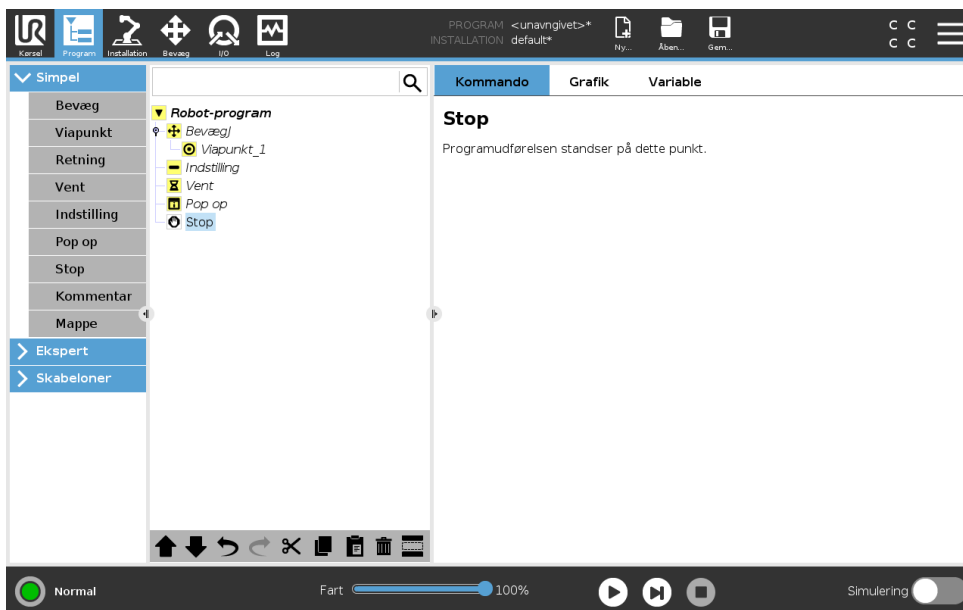 PROGRAM <unavngivet>*
INSTALLATION default*
UR
Kørsel Program Installation Bevæg I/O Log Ny... Åben... Gem...
C C
C C
Simpel
Bevæg
Viapunkt
Retning
Vent
Indstilling
Pop op
Stop
Kommentar
Mappe
Ekspert
Skabeloner
Robot-program
BevægJ
Viapunkt_1
Indstilling
Vent
Pop op
Stop
Kommando Grafik Variable
Stop
Programudførelsen standser på dette punkt.
Normal Fart 100% Simulering